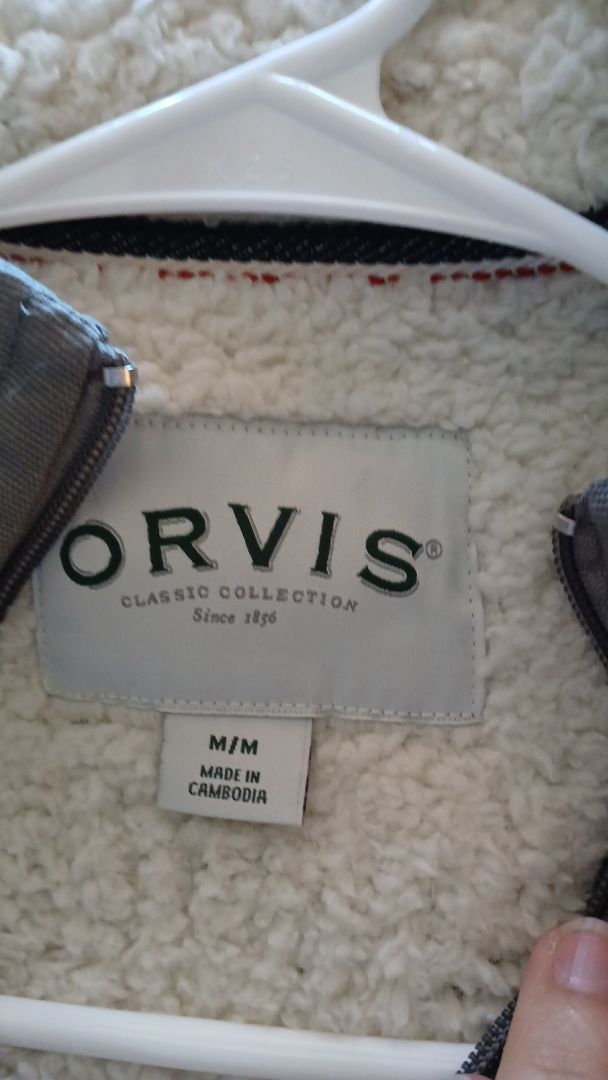 ORVIS®
CLASSIC COLLECTION
Since 1856
M/M
MADE IN
CAMBODIA